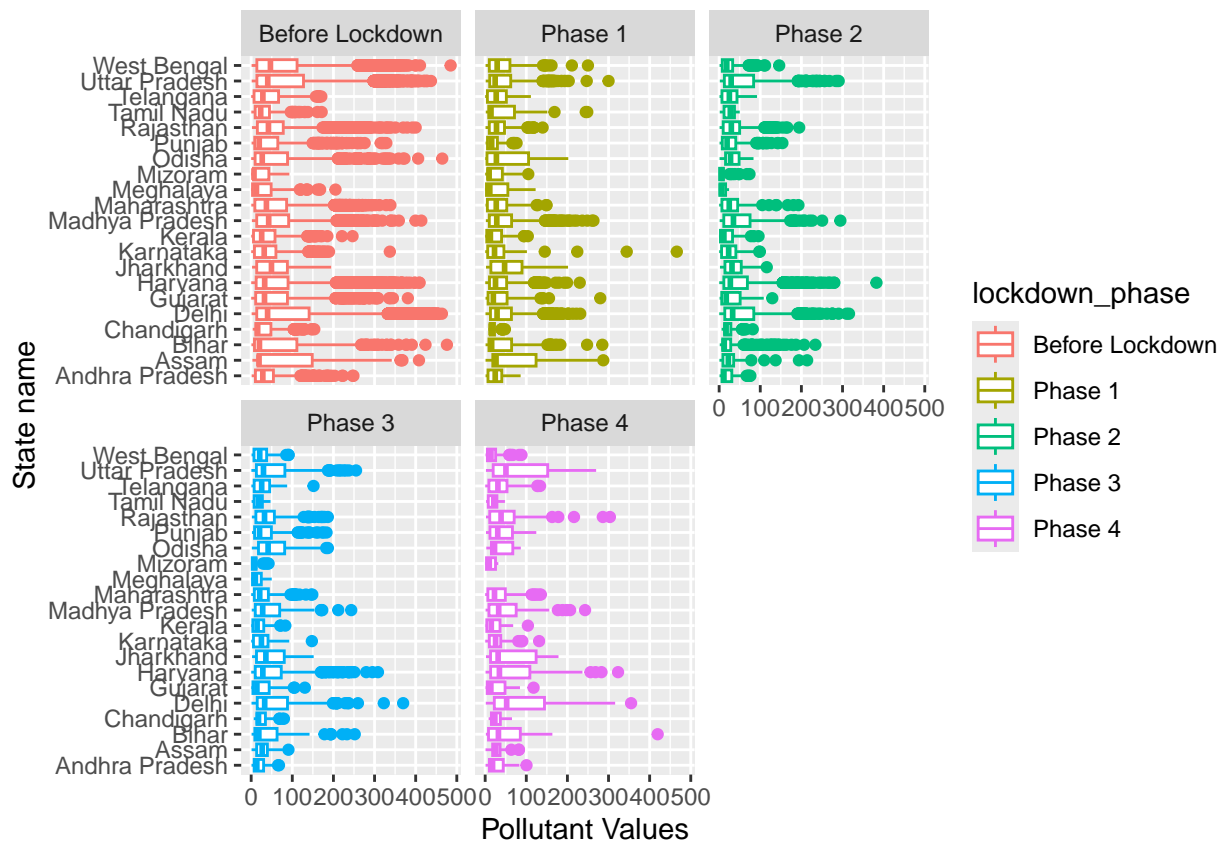 Before Lockdown
Phase 1
Phase 2
West Bengal
Uttar Pradesh
Telangana
Tamil Nadu
Rajasthan
Punjab
Odisha
Mizoram
Meghalaya
Maharashtra
Madhya Pradesh
Kerala
Karnataka
Jharkhand
Haryana
Gujarat
Delhi
Chandigarh
Bihar
Assam
Andhra Pradesh
0 100 200 300 400 500
Phase 3
Phase 4
West Bengal
Uttar Pradesh
Telangana
Tamil Nadu
Rajasthan
Punjab
Odisha
Mizoram
Meghalaya
Maharashtra
Madhya Pradesh
Kerala
Karnataka
Jharkhand
Haryana
Gujarat
Delhi
Chandigarh
Bihar
Assam
Andhra Pradesh
0 100 200 300 400 500
0 100 200 300 400 500
Pollutant Values
State name
lockdown_phase
Before Lockdown
Phase 1
Phase 2
Phase 3
Phase 4